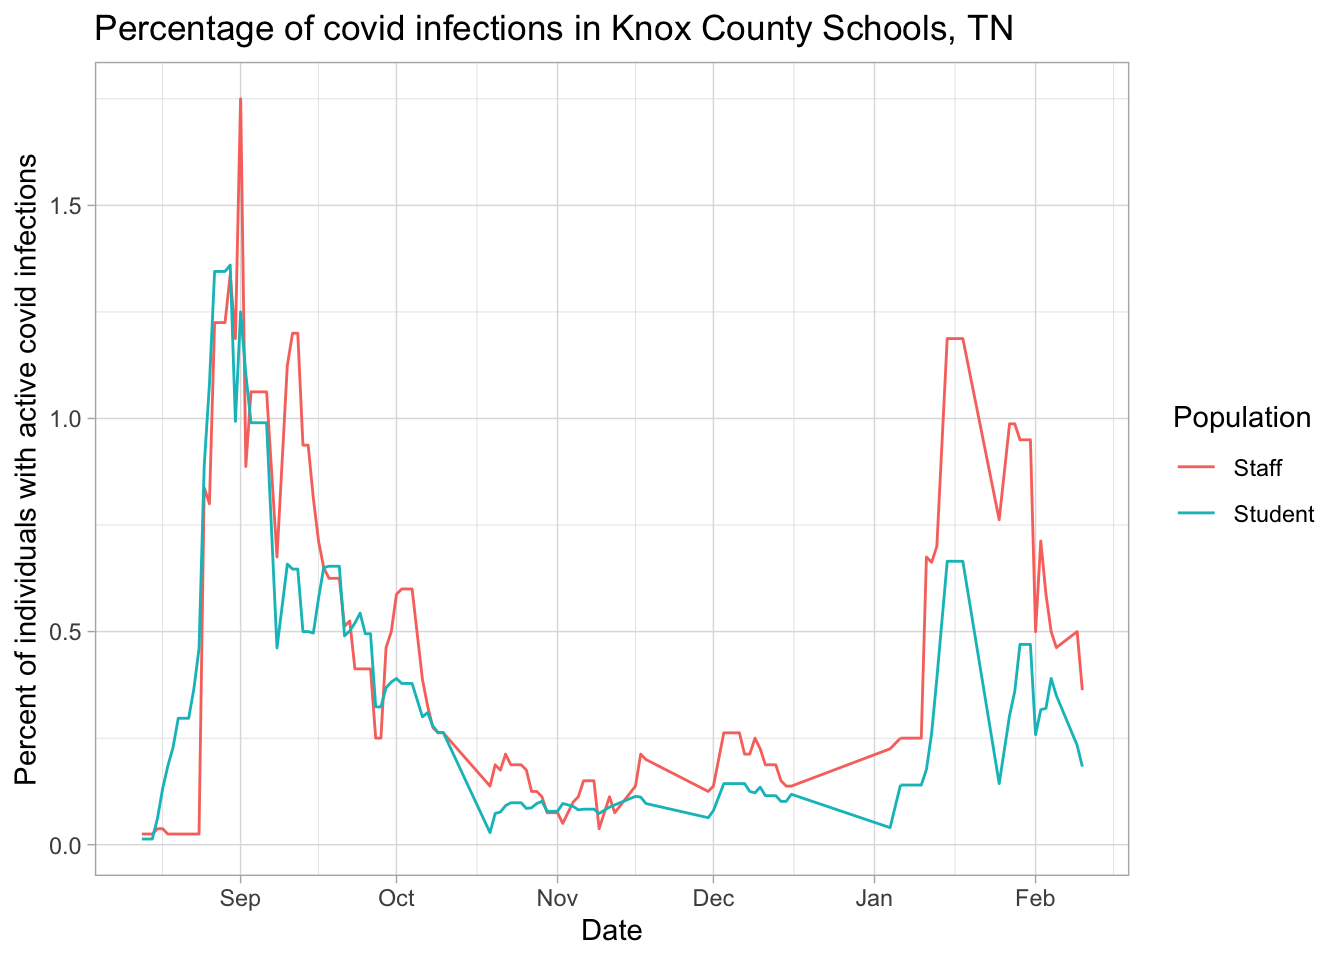 Percentage of covid infections in Knox County Schools, TN
Percent of individuals with active covid infections
1.5
1.0
0.5
0.0
Sep Oct Nov Dec Jan Feb
Date
Population
Staff
Student